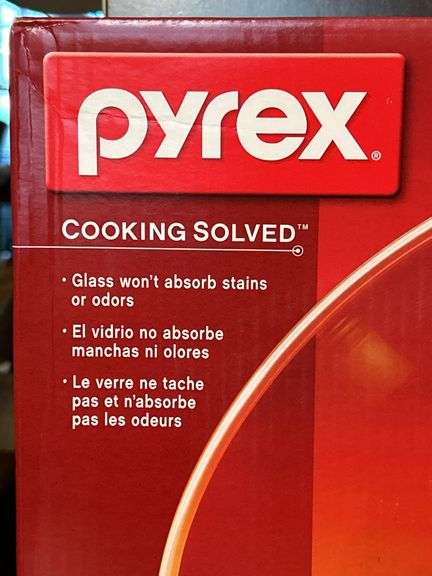 pyrex®
COOKING SOLVED™
• Glass won't absorb stains
or odors
• El vidrio no absorbe
manchas ni olores
• Le verre ne tache
pas et n'absorbe
pas les odeurs